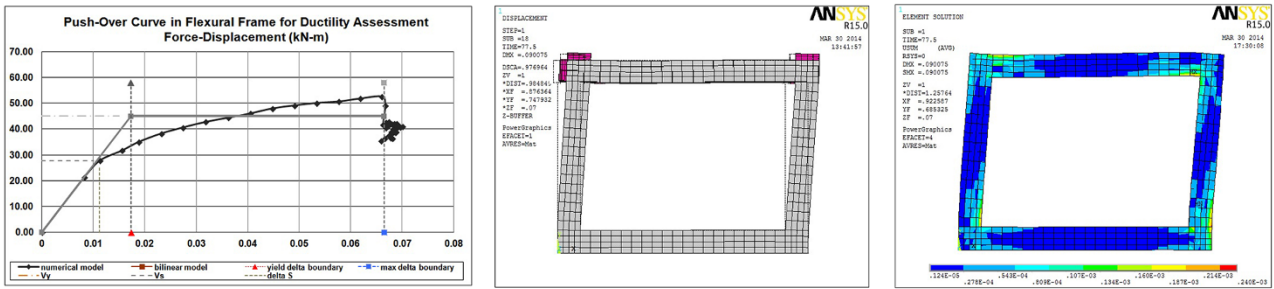 Push-Over Curve in Flexural Frame for Ductility Assessment
Force-Displacement (kN-m)
70.00
60.00
50.00
40.00
30.00
20.00
10.00
0.00
0 0.01 0.02 0.03 0.04 0.05 0.06 0.07 0.08
numerical model bilinear model yield delta boundary max delta boundary
Vy Vs delta S
1
DISPLACEMENT
STEP=1
SUB =18
TIME=77.5
DMX =.090075
DSCA=.976964
ZV =1
*DIST=.884841
*XF =.876364
*YF =.747932
*ZF =.07
Z-BUFFER
PowerGraphics
EFACET=1
AVRES=Mat
ANSYS
R15.0
MAR 30 2014
13:41:57
X
1
ELEMENT SOLUTION
SUB =1
TIME=77.5
USUM (AVG)
RSYS=0
DMX =.090075
SMX =.090075
ZV =1
*DIST=1.25764
XF =.922587
YF =.685325
ZF =.07
PowerGraphics
EFACET=4
AVRES=Mat
ANSYS
R15.0
MAR 30 2014
17:30:08
.124E-05 .543E-04 .107E-03 .160E-03 .214E-03
.278E-04 .809E-04 .134E-03 .187E-03 .240E-03